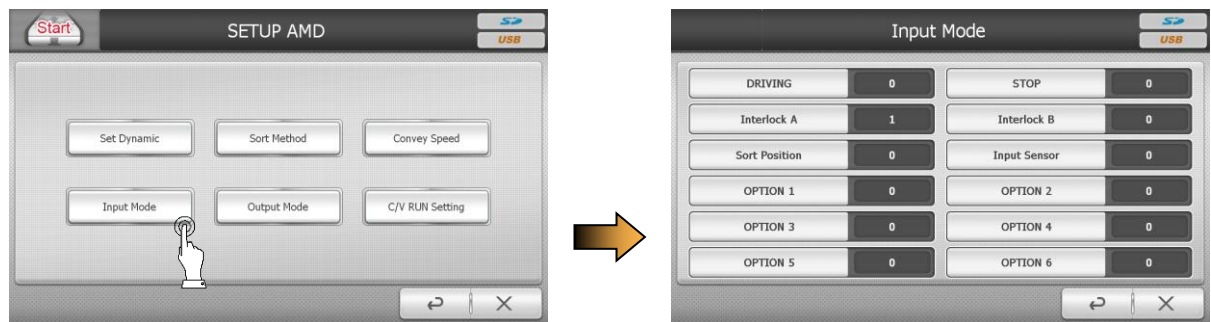 Start
SETUP AMD
SD
USB
Set Dynamic
Sort Method
Convey Speed
Input Mode
Output Mode
C/V RUN Setting
Input Mode
SD
USB
DRIVING 0 STOP 0
Interlock A 1 Interlock B 0
Sort Position 0 Input Sensor 0
OPTION 1 0 OPTION 2 0
OPTION 3 0 OPTION 4 0
OPTION 5 0 OPTION 6 0